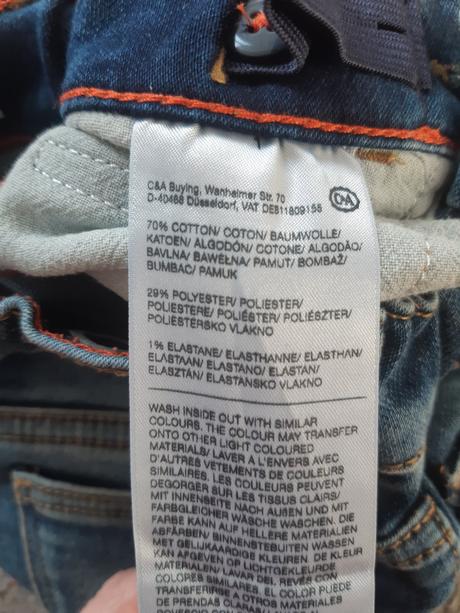 C&A Buying, Wanheimer Str. 70
D-40468 Düsseldorf, VAT DE811809158
C&A
70% COTTON/ COTON/ BAUMWOLLE/
KATOEN/ ALGODÓN/ COTONE/ ALGODÃO/
BAVLNA/ BAWEŁNA/ PAMUT/ BOMBAŽ/
BUMBAC/ PAMUK
29% POLYESTER/ POLIESTER/
POLIESTERE/ POLIÉSTER/ POLIÉSZTER/
POLIESTERSKO VLAKNO
1% ELASTANE/ ELASTHANNE/ ELASTHAN/
ELASTAAN/ ELASTANO/ ELASTAN/
ELASZTÁN/ ELASTANSKO VLAKNO
WASH INSIDE OUT WITH SIMILAR
COLOURS. THE COLOUR MAY TRANSFER
ONTO OTHER LIGHT COLOURED
MATERIALS/ LAVER A L'ENVERS AVEC
D'AUTRES VETEMENTS DE COULEURS
SIMILAIRES. LES COULEURS PEUVENT
DEGORGER SUR LES TISSUS CLAIRS/
MIT INNENSEITE NACH AUßEN UND MIT
FARBGLEICHER WÄSCHE WASCHEN. DIE
FARBE KANN AUF HELLERE MATERIALIEN
ABFÄRBEN/ BINNENSTEBUITEN WASSEN
MET GELIJKAARDIGE KLEUREN. DE KLEUR
KAN AFGEVEN OP LICHTGEKLEURDE
MATERIALEN/ LAVAR DEL REVÉS CON
COLORES SIMILARES. EL COLOR PUEDE
TRANSFERIRSE A OTROS MATERIALES
DE PRENDAS CLARAS/